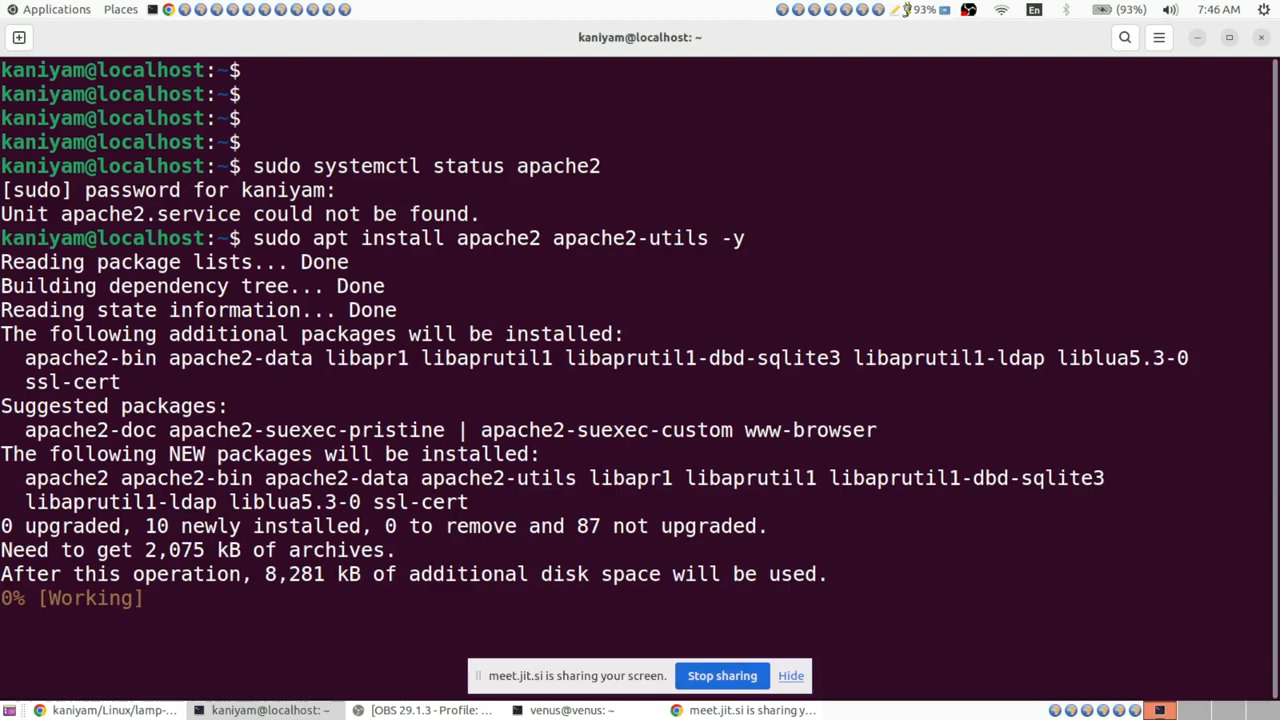 Applications Places 93% En (93%) 7:46 AM
kaniyam@localhost: ~
kaniyam@localhost:~$
kaniyam@localhost:~$
kaniyam@localhost:~$
kaniyam@localhost:~$
kaniyam@localhost:~$ sudo systemctl status apache2
[sudo] password for kaniyam:
Unit apache2.service could not be found.
kaniyam@localhost:~$ sudo apt install apache2 apache2-utils -y
Reading package lists... Done
Building dependency tree... Done
Reading state information... Done
The following additional packages will be installed:
apache2-bin apache2-data libapr1 libaprutil1 libaprutil1-dbd-sqlite3 libaprutil1-ldap liblua5.3-0
ssl-cert
Suggested packages:
apache2-doc apache2-suexec-pristine | apache2-suexec-custom www-browser
The following NEW packages will be installed:
apache2 apache2-bin apache2-data apache2-utils libapr1 libaprutil1 libaprutil1-dbd-sqlite3
libaprutil1-ldap liblua5.3-0 ssl-cert
0 upgraded, 10 newly installed, 0 to remove and 87 not upgraded.
Need to get 2,075 kB of archives.
After this operation, 8,281 kB of additional disk space will be used.
0% [Working]
meet.jit.si is sharing your screen. Stop sharing Hide
kaniyam/Linux/lamp-... kaniyam@localhost: ~ [OBS 29.1.3 - Profile: ... venus@venus: ~ meet.jit.si is sharing y...